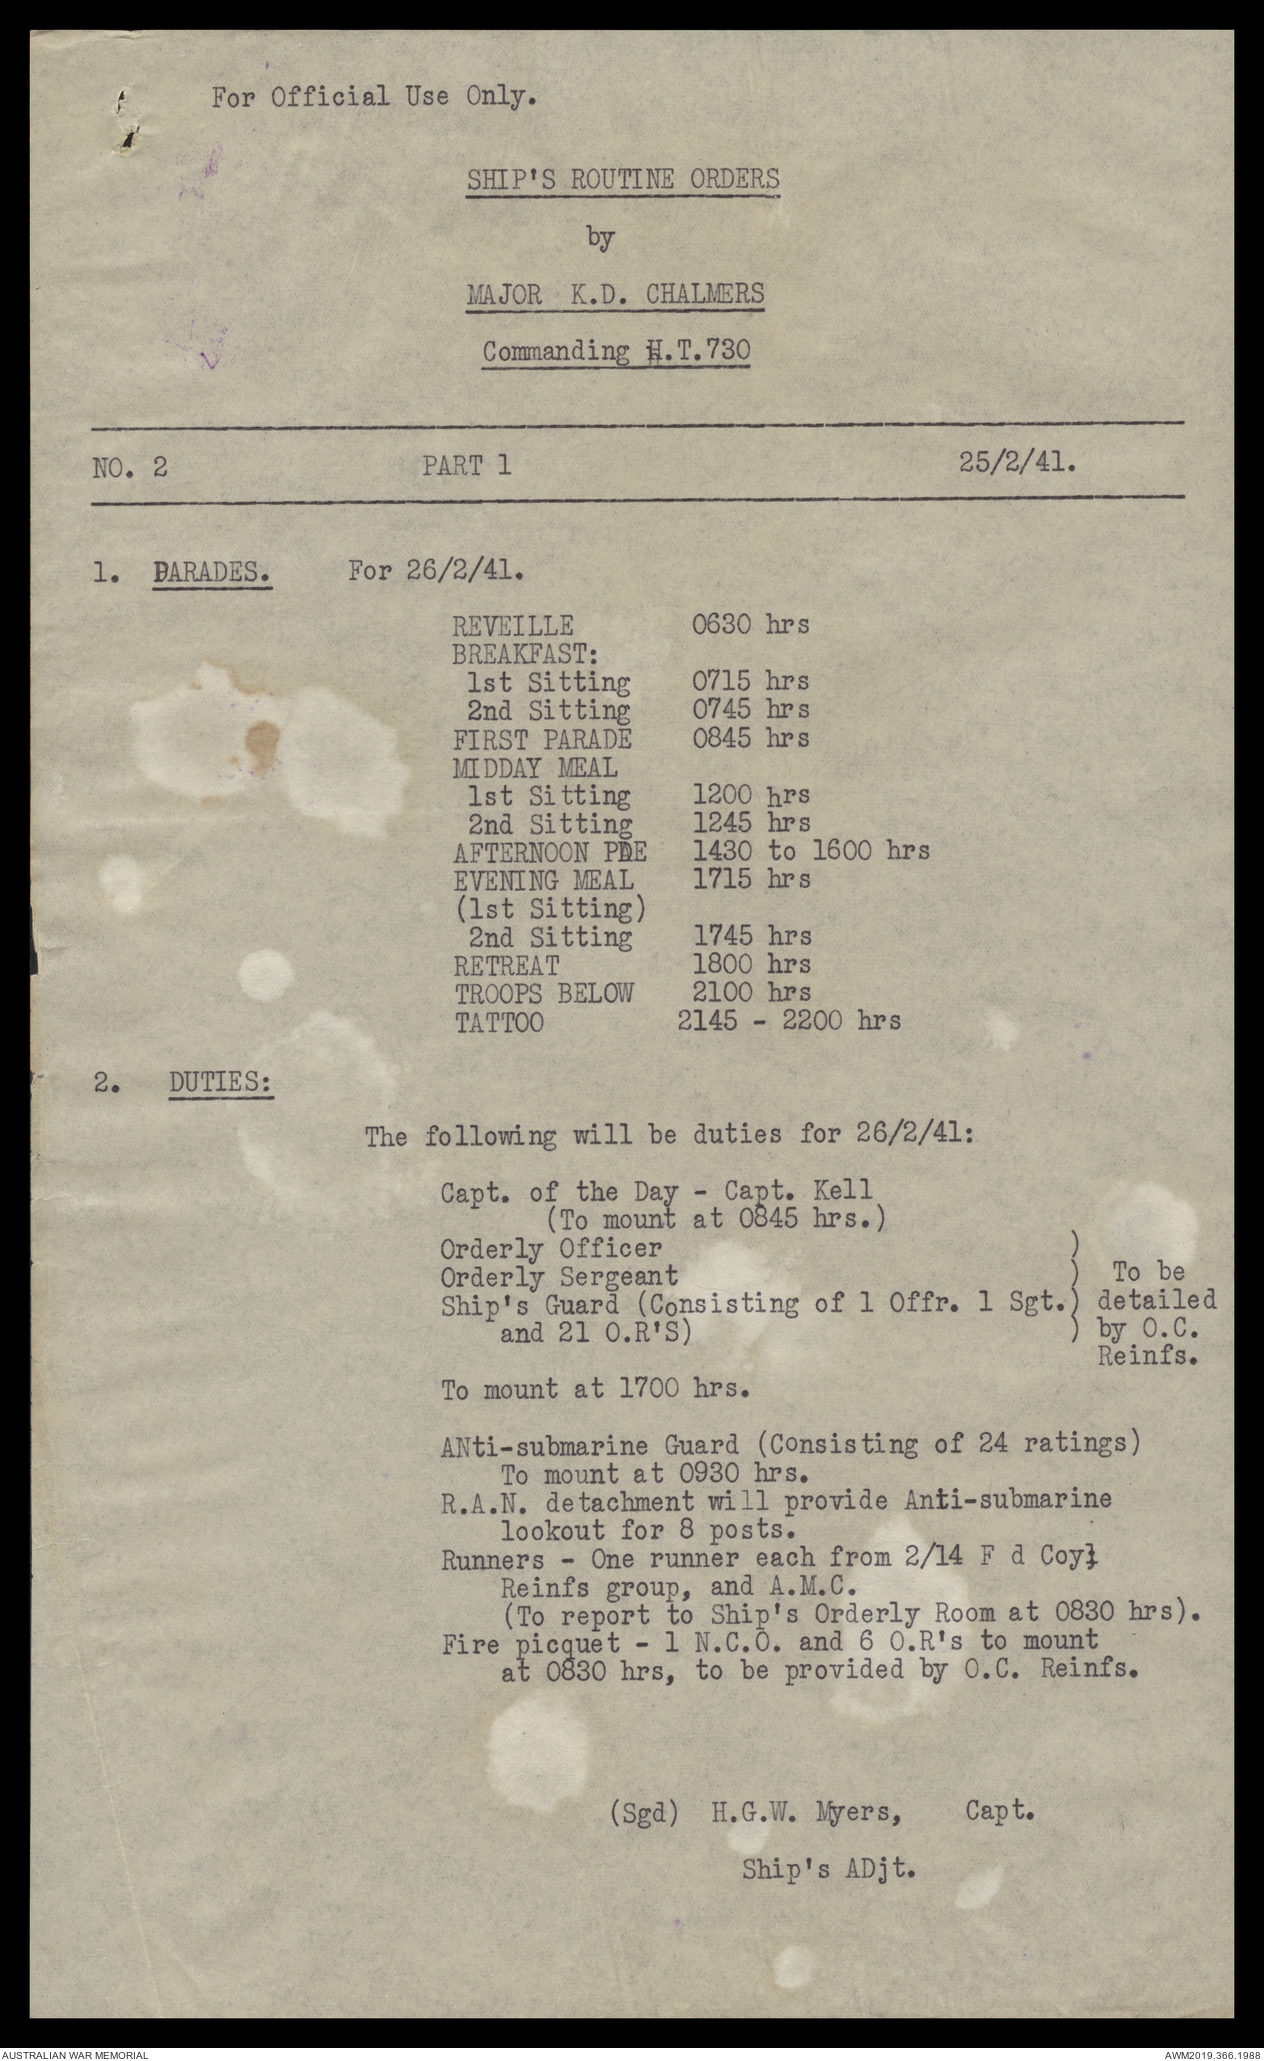 For Official Use Only.
SHIP'S ROUTINE ORDERS
by
MAJOR K.D. CHALMERS
Commanding H.T.730
NO. 2 PART 1 25/2/41.
1. PARADES. For 26/2/41.
REVEILLE 0630 hrs
BREAKFAST:
1st Sitting 0715 hrs
2nd Sitting 0745 hrs
FIRST PARADE 0845 hrs
MIDDAY MEAL
1st Sitting 1200 hrs
2nd Sitting 1245 hrs
AFTERNOON PDE 1430 to 1600 hrs
EVENING MEAL 1715 hrs
(1st Sitting)
2nd Sitting 1745 hrs
RETREAT 1800 hrs
TROOPS BELOW 2100 hrs
TATTOO 2145 - 2200 hrs
2. DUTIES:
The following will be duties for 26/2/41:
Capt. of the Day - Capt. Kell
(To mount at 0845 hrs.)
Orderly Officer )
Orderly Sergeant ) To be
Ship's Guard (Consisting of 1 Offr. 1 Sgt.) detailed
and 21 O.R'S) ) by O.C.
Reinfs.
To mount at 1700 hrs.
ANti-submarine Guard (Consisting of 24 ratings)
To mount at 0930 hrs.
R.A.N. detachment will provide Anti-submarine
lookout for 8 posts.
Runners - One runner each from 2/14 F d Coy,
Reinfs group, and A.M.C.
(To report to Ship's Orderly Room at 0830 hrs).
Fire picquet - 1 N.C.O. and 6 O.R's to mount
at 0830 hrs, to be provided by O.C. Reinfs.
(Sgd) H.G.W. Myers, Capt.
Ship's ADjt.
AUSTRALIAN WAR MEMORIAL AWM2019.366.1988